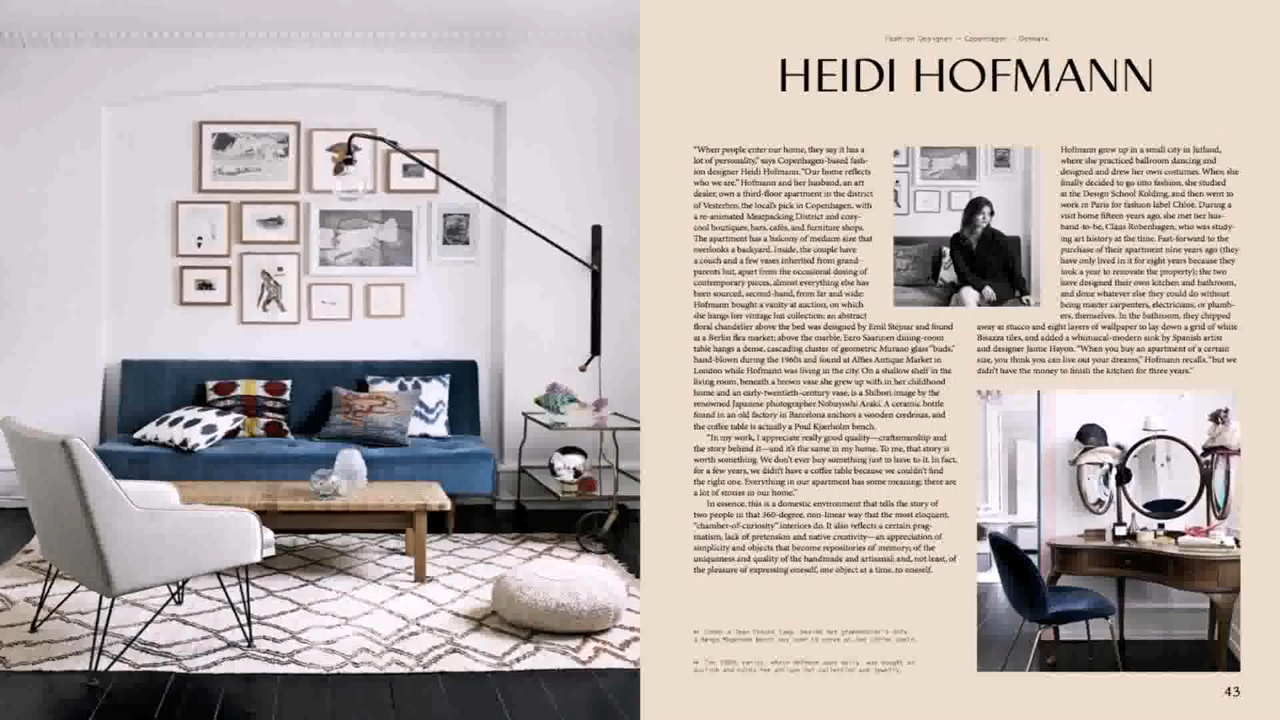 Fashion Designer – Copenhagen – Denmark
HEIDI HOFMANN
"When people enter our home, they say it has a
lot of personality," says Copenhagen-based fash-
ion designer Heidi Hofmann. "Our home reflects
who we are." Hofmann and her husband, an art
dealer, own a third-floor apartment in the district
of Vesterbro, the local's pick in Copenhagen, with
a re-animated Meatpacking District and cozy-
cool boutiques, bars, cafés, and furniture shops.
The apartment has a balcony of medium size that
overlooks a backyard. Inside, the couple have
a couch and a few vases inherited from grand-
parents but, apart from the occasional dosing of
contemporary pieces, almost everything else has
been sourced, second-hand, from far and wide:
Hofmann bought a vanity at auction, on which
she hangs her vintage hat collection; an abstract
floral chandelier above the bed was designed by Emil Stejnar and found
at a Berlin flea market; above the marble, Eero Saarinen dining-room
table hangs a dense, cascading cluster of geometric Murano glass "buds,"
hand-blown during the 1960s and found at Alfies Antique Market in
London while Hofmann was living in the city. On a shallow shelf in the
living room, beneath a brown vase she grew up with in her childhood
home and an early-twentieth-century vase, is a Shibori image by the
renowned Japanese photographer Nobuyoshi Araki. A ceramic bottle
found in an old factory in Barcelona anchors a wooden credenza, and
the coffee table is actually a Poul Kjærholm bench.
"In my work, I appreciate really good quality—craftsmanship and
the story behind it—and it's the same in my home. To me, that story is
worth something. We don't ever buy something just to have to it. In fact,
for a few years, we didn't have a coffee table because we couldn't find
the right one. Everything in our apartment has some meaning; there are
a lot of stories in our home."
In essence, this is a domestic environment that tells the story of
two people in that 360-degree, non-linear way that the most eloquent,
"chamber-of-curiosity" interiors do. It also reflects a certain prag-
matism, lack of pretension and native creativity—an appreciation of
simplicity and objects that become repositories of memory; of the
uniqueness and quality of the handmade and artisanal; and, not least, of
the pleasure of expressing oneself, one object at a time, to oneself.
Hofmann grew up in a small city in Jutland,
where she practiced ballroom dancing and
designed and drew her own costumes. When she
finally decided to go into fashion, she studied
at the Design School Kolding, and then went to
work in Paris for fashion label Chloé. During a
visit home fifteen years ago, she met her hus-
band-to-be, Claus Robenhagen, who was study-
ing art history at the time. Fast-forward to the
purchase of their apartment nine years ago (they
have only lived in it for eight years because they
took a year to renovate the property); the two
have designed their own kitchen and bathroom,
and done whatever else they could do without
being master carpenters, electricians, or plumb-
ers, themselves. In the bathroom, they chipped
away at stucco and eight layers of wallpaper to lay down a grid of white
Bisazza tiles, and added a whimsical-modern sink by Spanish artist
and designer Jaime Hayon. "When you buy an apartment of a certain
size, you think you can live out your dreams," Hofmann recalls, "but we
didn't have the money to finish the kitchen for three years."
43